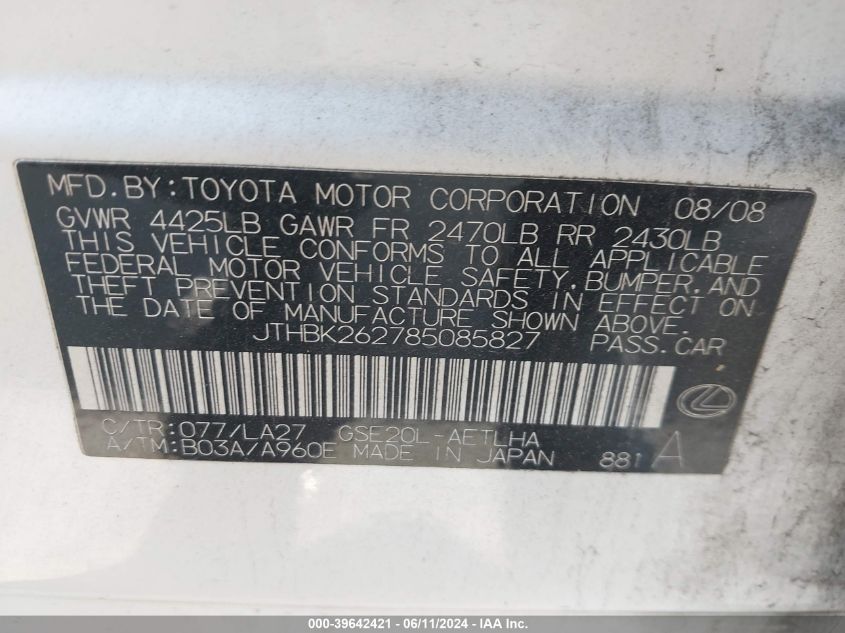 MFD.BY:TOYOTA MOTOR CORPORATION 08/08
GVWR 4425LB GAWR FR 2470LB RR 2430LB
THIS VEHICLE CONFORMS TO ALL APPLICABLE
FEDERAL MOTOR VEHICLE SAFETY,BUMPER,AND
THEFT PREVENTION STANDARDS IN EFFECT ON
THE DATE OF MANUFACTURE SHOWN ABOVE.
JTHBK262785085827 PASS.CAR
C/TR:077/LA27 GSE20L-AETLHA
A/TM:B03A/A960E MADE IN JAPAN 881 A
000-39642421 - 06/11/2024 - IAA Inc.